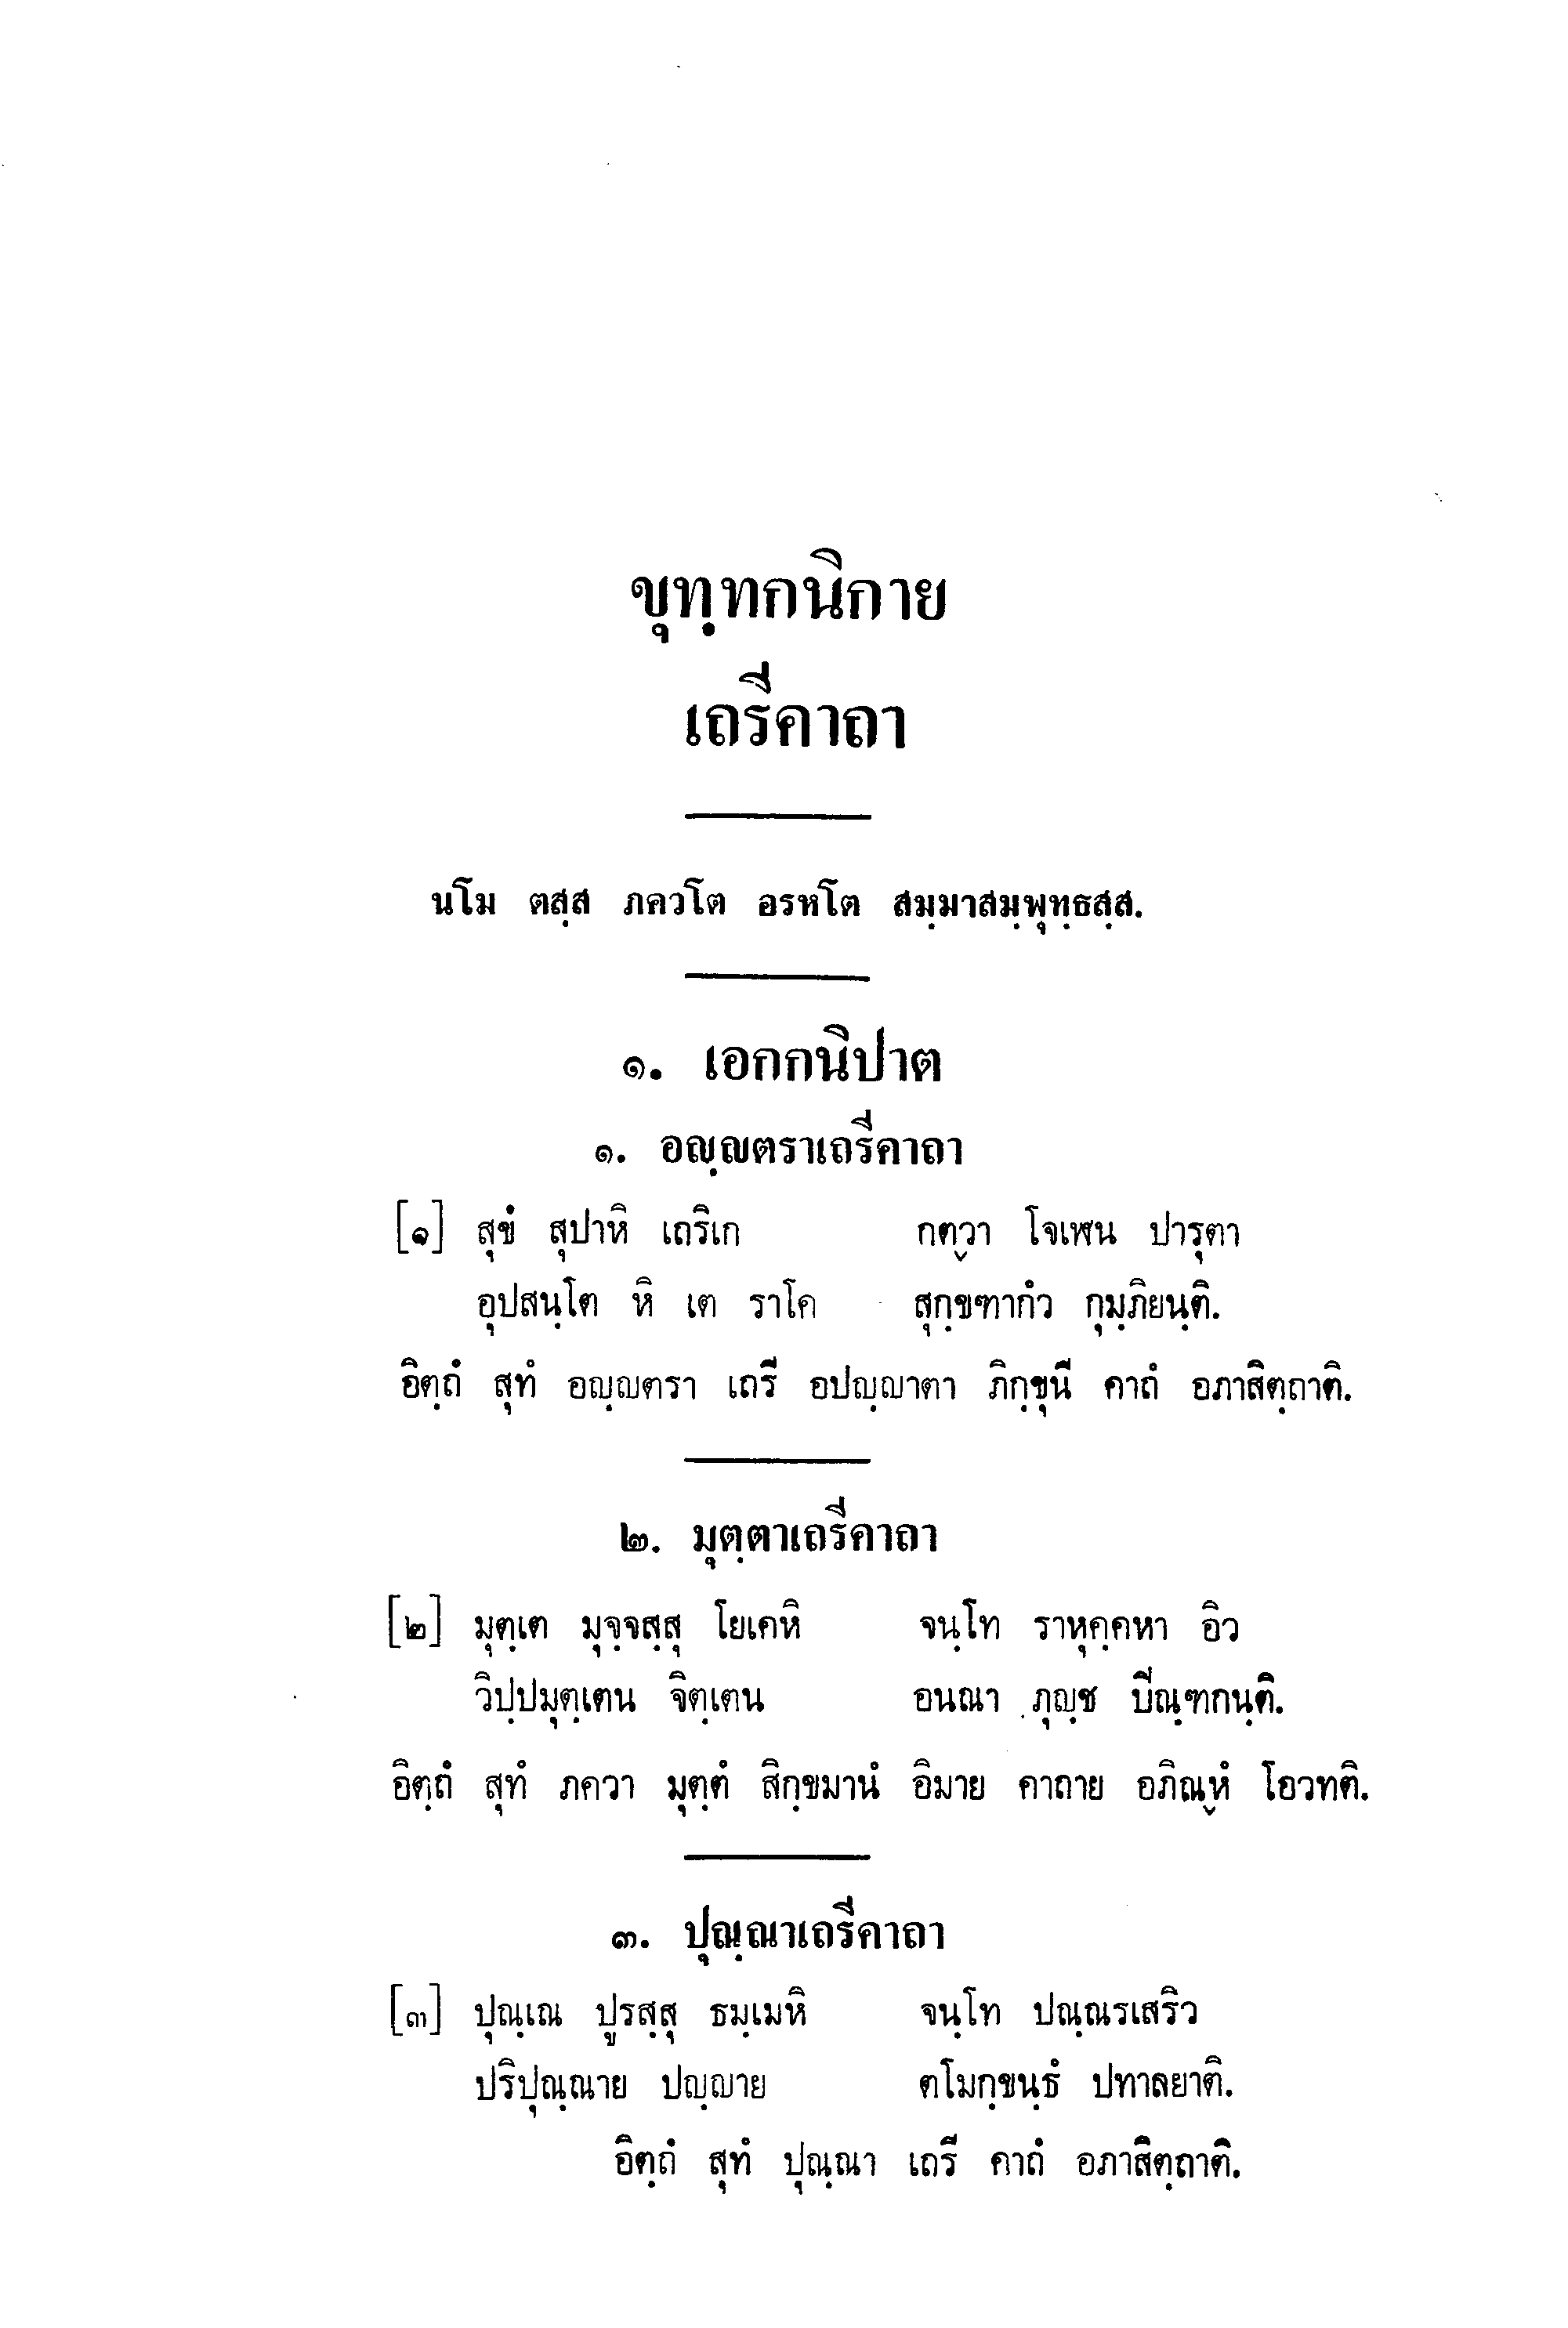 ขุทฺทกนิกาย
เถรีคาถา
นโม ตสฺส ภควโต อรหโต สมฺมาสมฺพุทฺธสฺส.
๑. เอกกนิปาต
๑. อญฺญตราเถรีคาถา
[๑] สุขํ สุปาหิ เถริเก กตฺวา โจเฬน ปารุตา
อุปสนฺโต หิ เต ราโค สุกฺขฑากํว กุมฺภิยนฺติ.
อิตฺถํ สุทํ อญฺญตรา เถรี อปญฺญาตา ภิกฺขุนี คาถํ อภาสิตฺถาติ.
๒. มุตฺตาเถรีคาถา
[๒] มุตฺเต มุจฺจสฺสุ โยเคหิ จนฺโท ราหุคฺคหา อิว
วิปฺปมุตฺเตน จิตฺเตน อนณา ภุญฺช ปิณฺฑกนฺติ.
อิตฺถํ สุทํ ภควา มุตฺตํ สิกฺขมานํ อิมาย คาถาย อภิณฺหํ โอวทติ.
๓. ปุณฺณาเถรีคาถา
[๓] ปุณฺเณ ปูรสฺสุ ธมฺเมหิ จนฺโท ปณฺณรเสริว
ปริปุณฺณาย ปญฺญาย ตโมกฺขนฺธํ ปทาลยาติ.
อิตฺถํ สุทํ ปุณฺณา เถรี คาถํ อภาสิตฺถาติ.